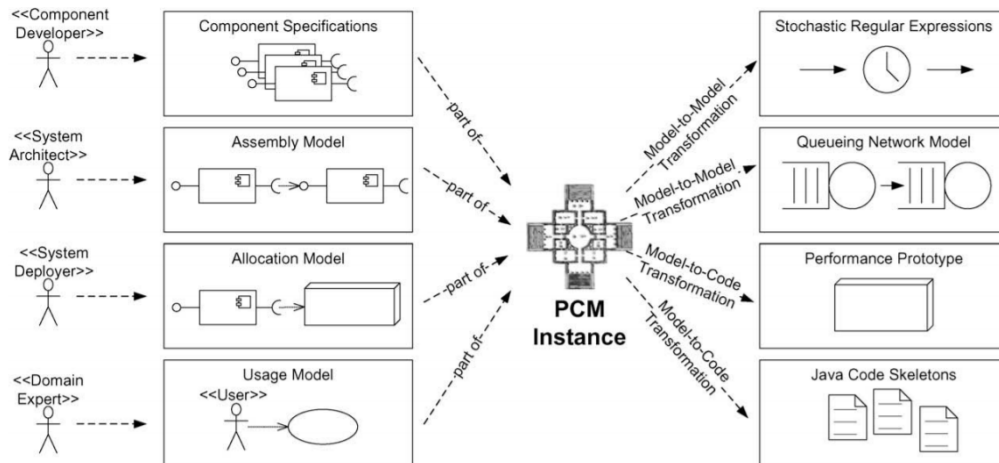 <<Component
Developer>>
Component Specifications
part of
<<System
Architect>>
Assembly Model
part of
<<System
Deployer>>
Allocation Model
part of
<<Domain
Expert>>
Usage Model
<<User>>
part of
PCM
Instance
Model-to-Model
Transformation
Stochastic Regular Expressions
Model-to-Model
Transformation
Queueing Network Model
Model-to-Code
Transformation
Performance Prototype
Model-to-Code
Transformation
Java Code Skeletons